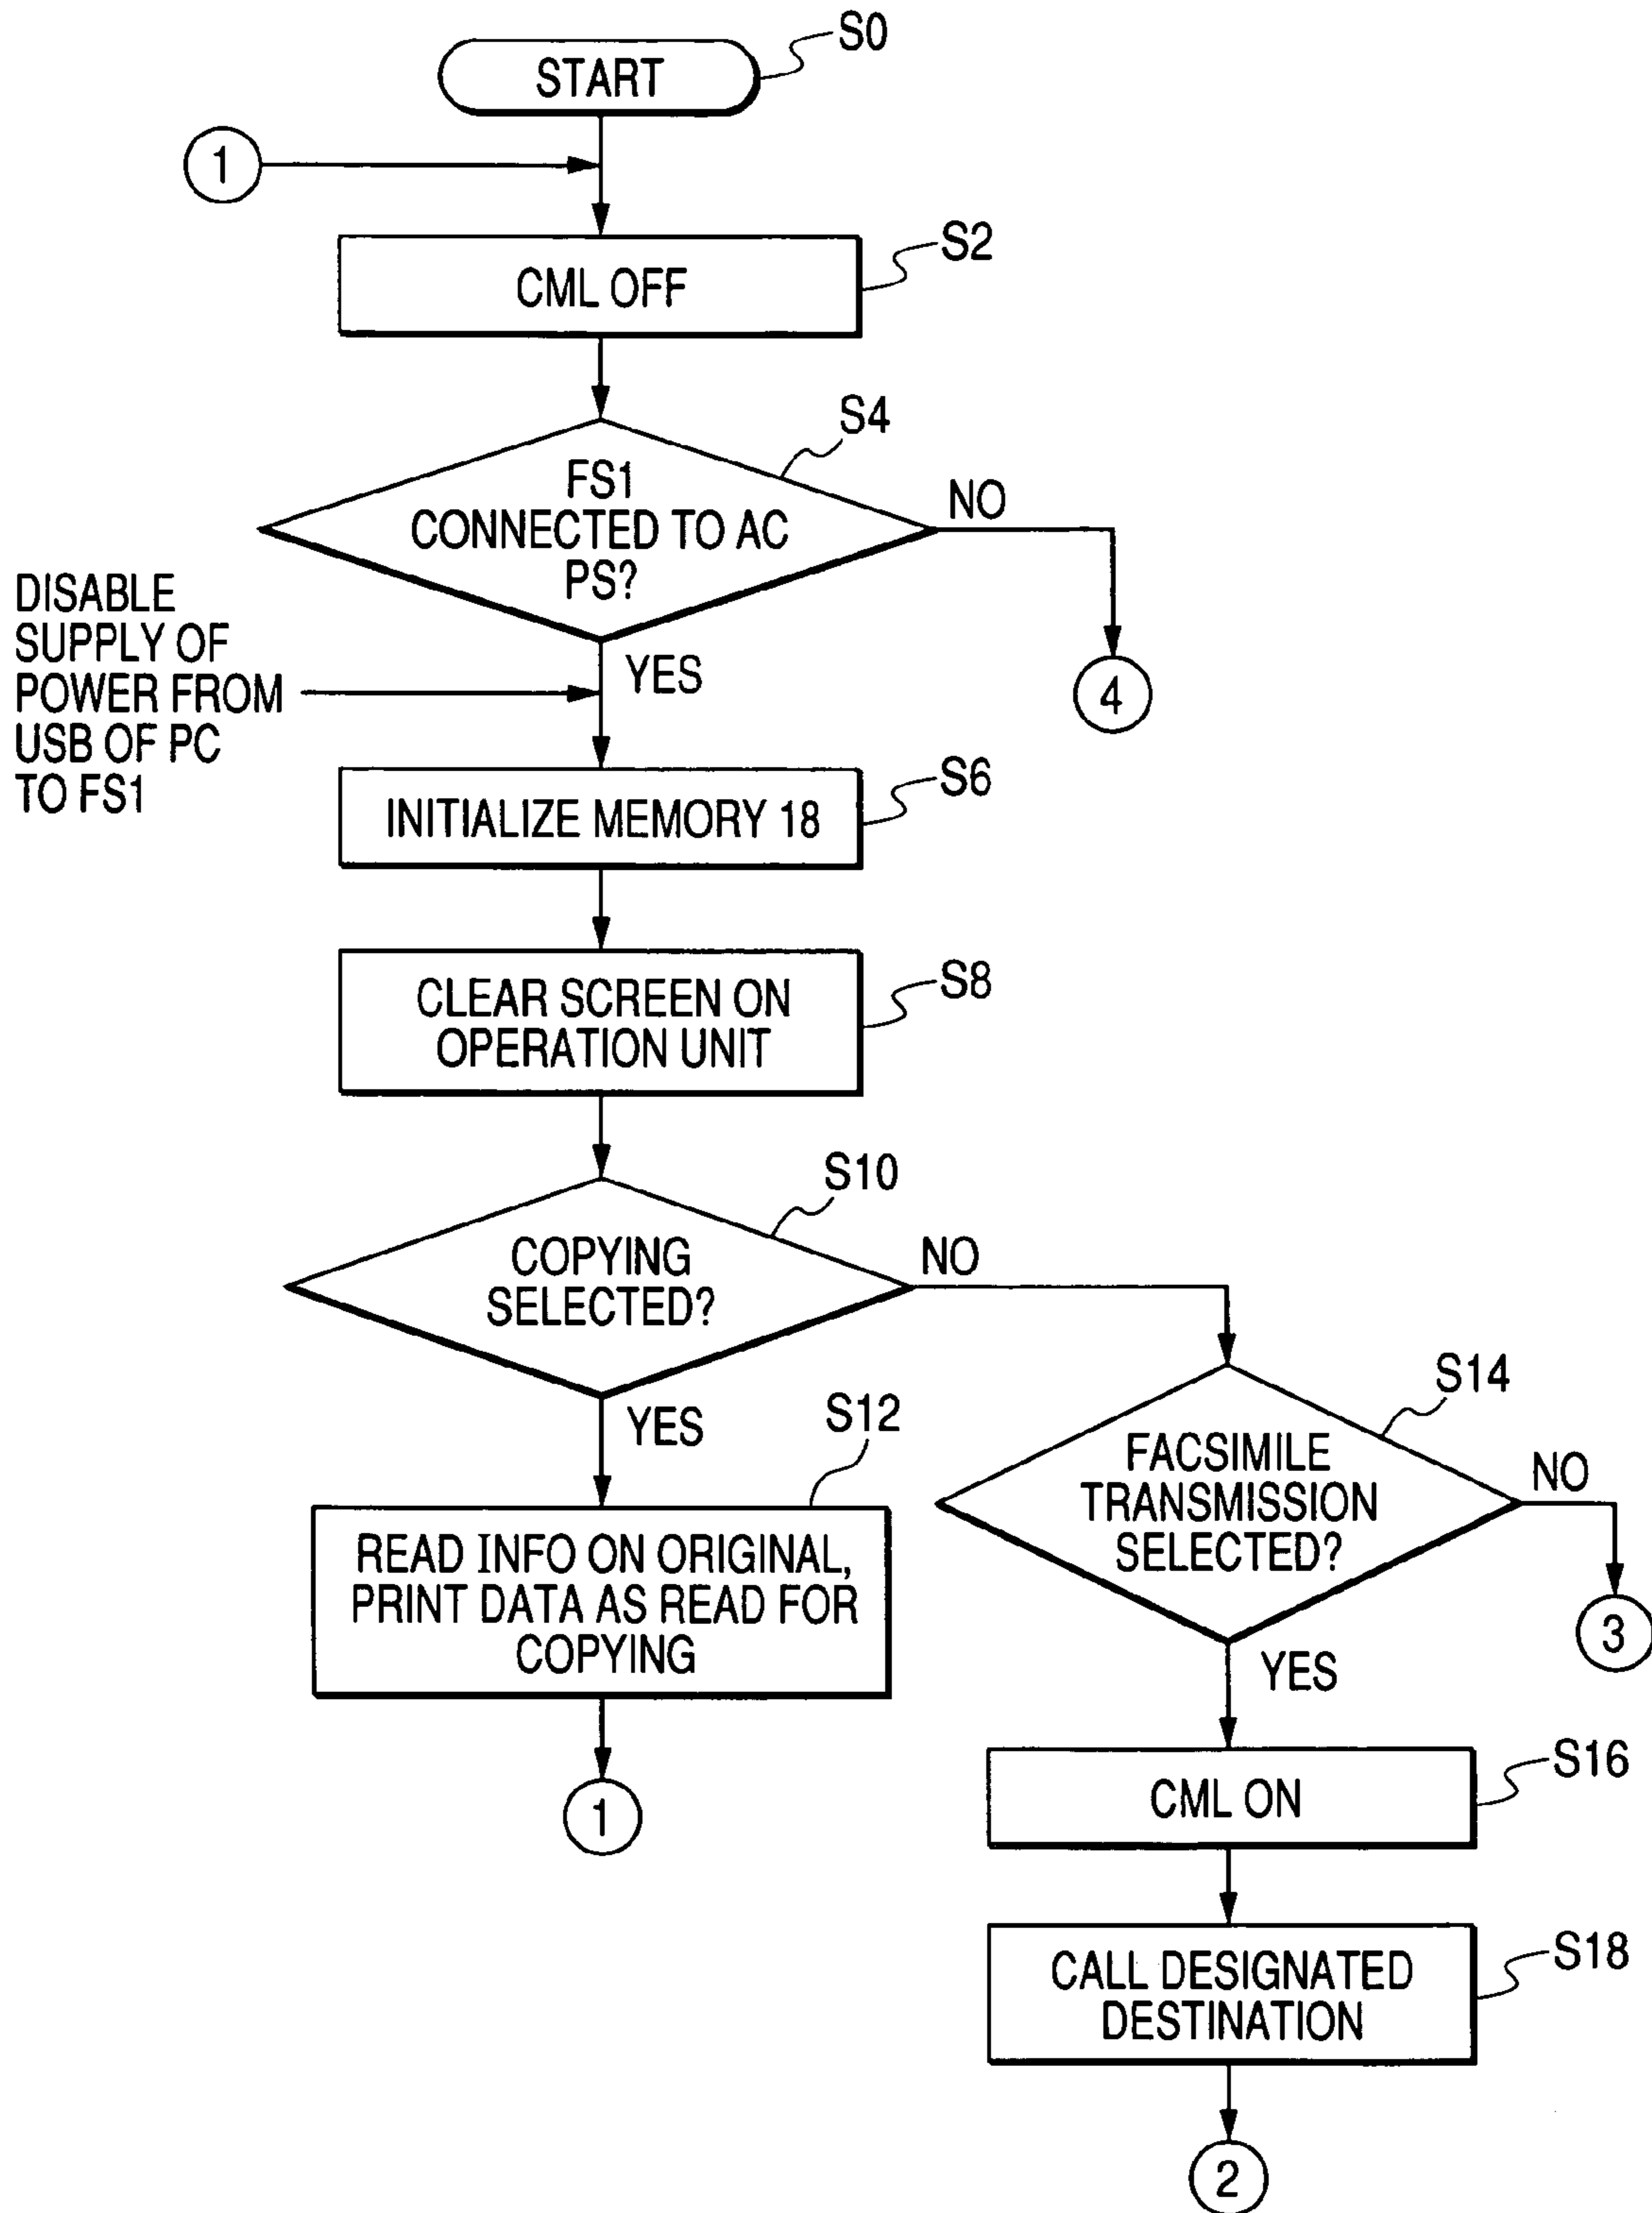 START
S0
1
CML OFF
S2
S4
FS1
CONNECTED TO AC
PS?
NO
4
DISABLE
SUPPLY OF
POWER FROM
USB OF PC
TO FS1
YES
INITIALIZE MEMORY 18
S6
CLEAR SCREEN ON
OPERATION UNIT
S8
S10
COPYING
SELECTED?
NO
YES
S12
READ INFO ON ORIGINAL,
PRINT DATA AS READ FOR
COPYING
1
S14
FACSIMILE
TRANSMISSION
SELECTED?
NO
3
YES
CML ON
S16
CALL DESIGNATED
DESTINATION
S18
2